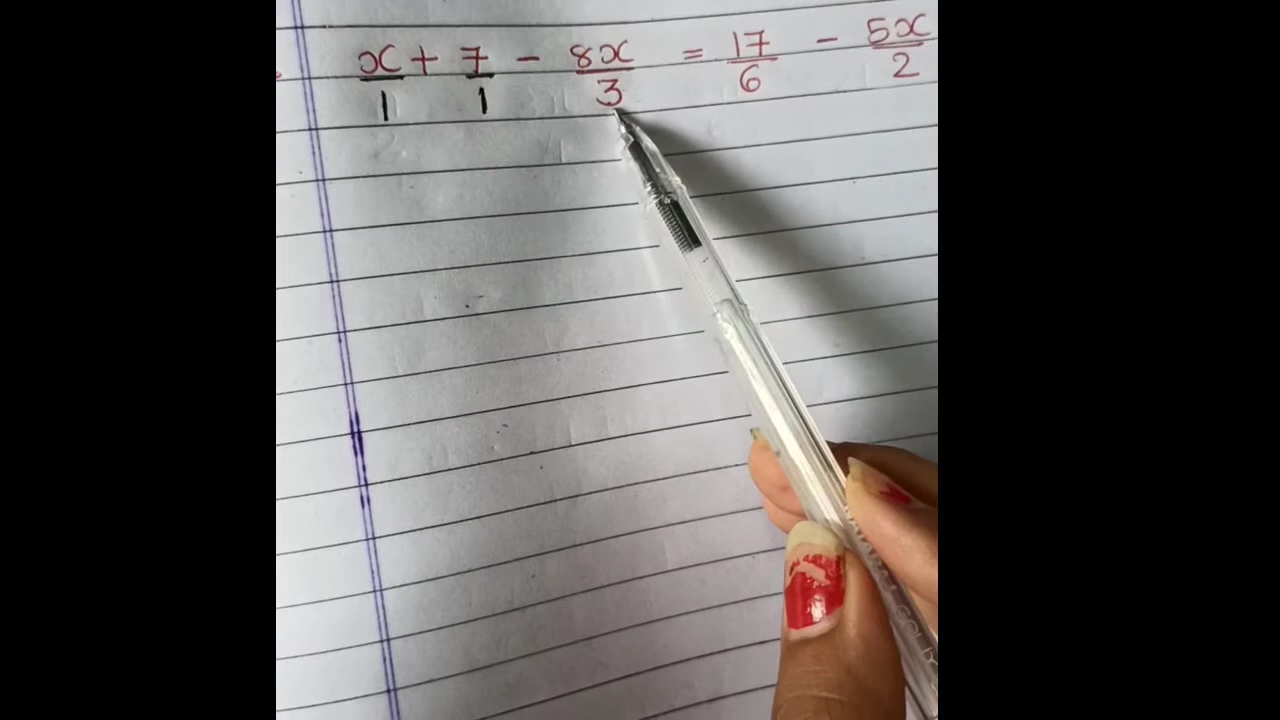 x/1 + 7/1 - 8x/3 = 17/6 - 5x/2